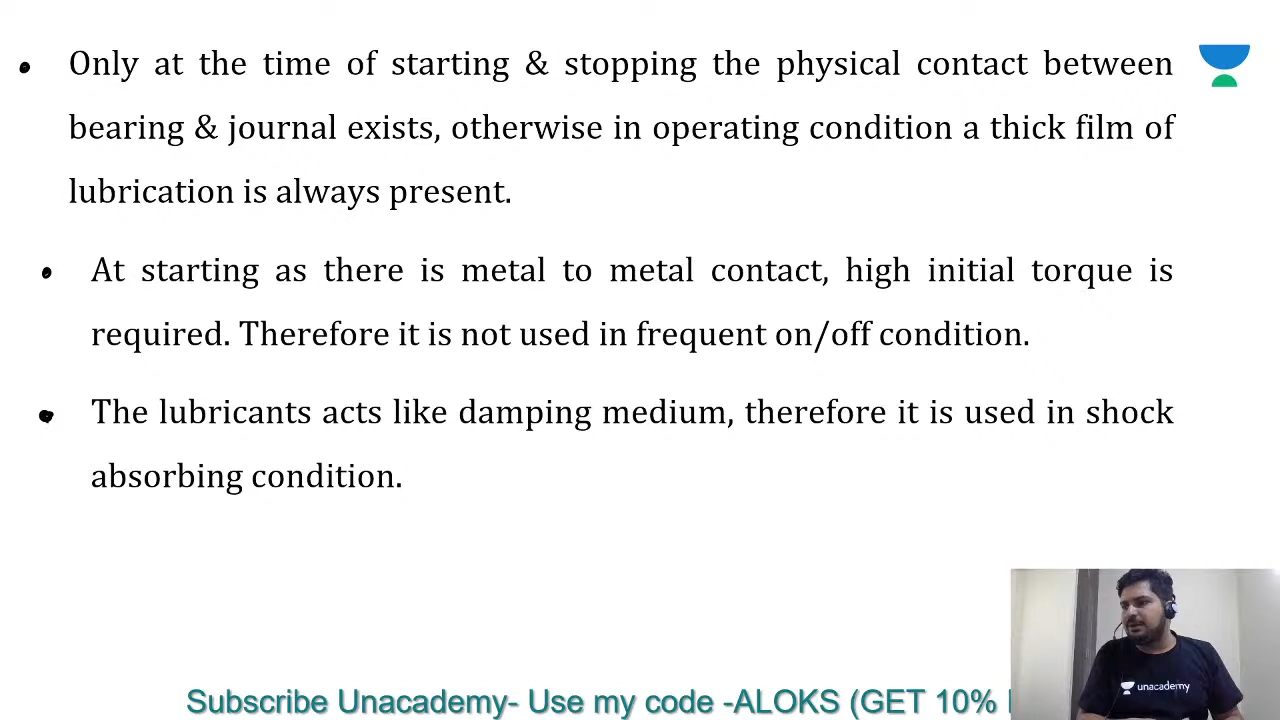 Only at the time of starting & stopping the physical contact between
bearing & journal exists, otherwise in operating condition a thick film of
lubrication is always present.
At starting as there is metal to metal contact, high initial torque is
required. Therefore it is not used in frequent on/off condition.
The lubricants acts like damping medium, therefore it is used in shock
absorbing condition.
unacademy
Subscribe Unacademy- Use my code -ALOKS (GET 10%